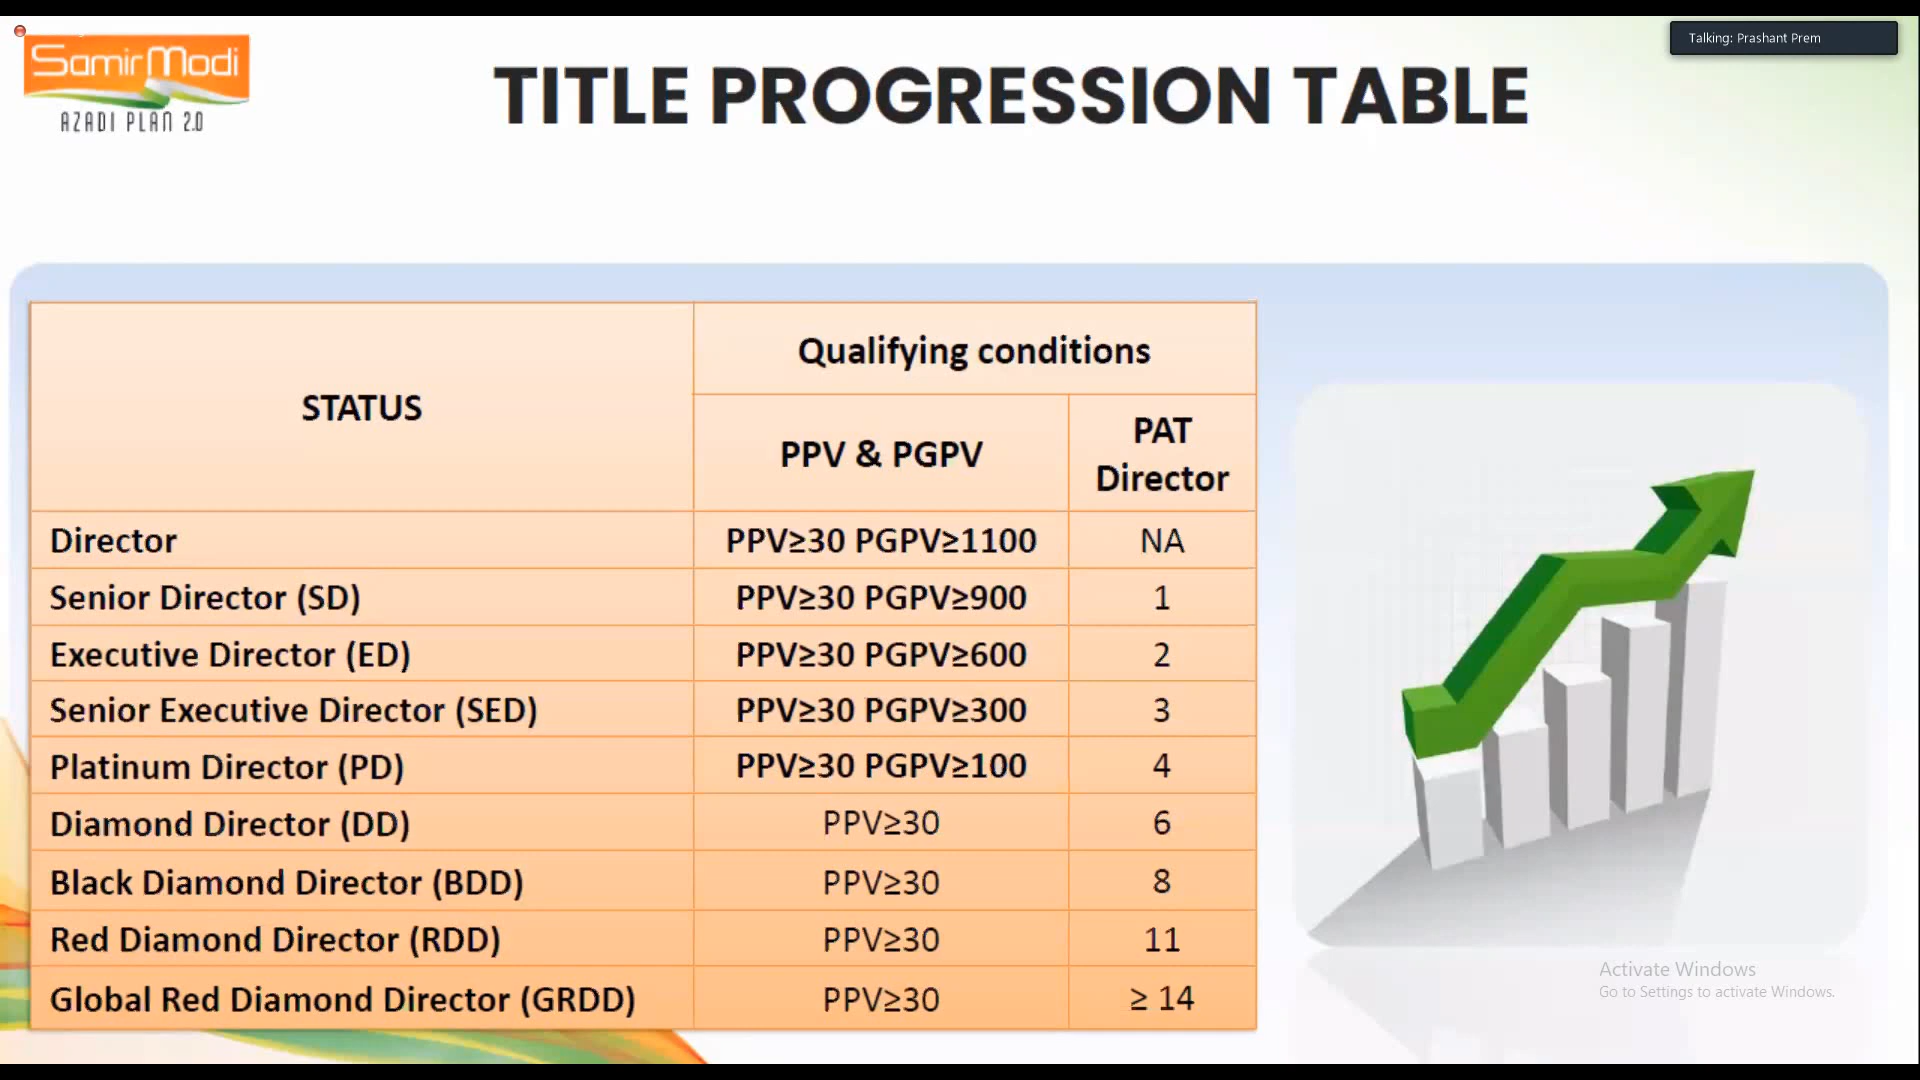 Talking: Prashant Prem
SamirModi
AZADI PLAN 2.0
TITLE PROGRESSION TABLE
STATUS
Qualifying conditions
PPV & PGPV
PAT
Director
Director PPV≥30 PGPV≥1100 NA
Senior Director (SD) PPV≥30 PGPV≥900 1
Executive Director (ED) PPV≥30 PGPV≥600 2
Senior Executive Director (SED) PPV≥30 PGPV≥300 3
Platinum Director (PD) PPV≥30 PGPV≥100 4
Diamond Director (DD) PPV≥30 6
Black Diamond Director (BDD) PPV≥30 8
Red Diamond Director (RDD) PPV≥30 11
Global Red Diamond Director (GRDD) PPV≥30 ≥ 14
Activate Windows
Go to Settings to activate Windows.